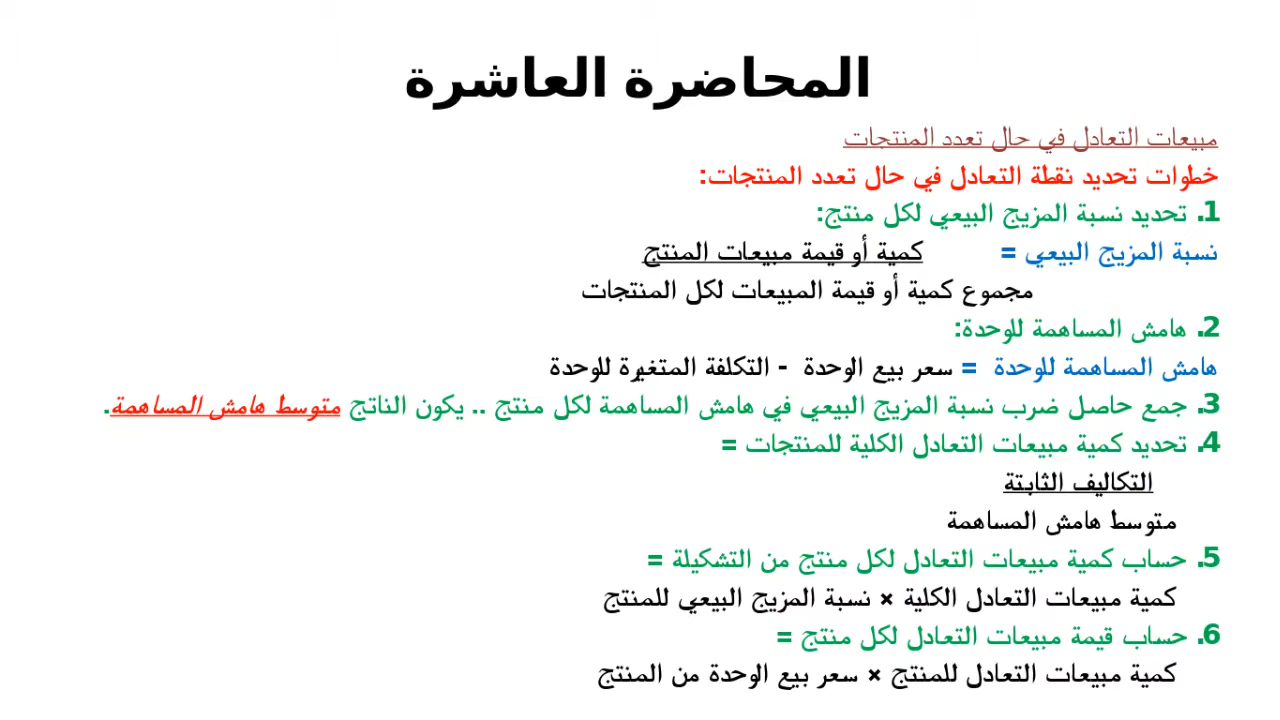 المحاضرة العاشرة
مبيعات التعادل في حال تعدد المنتجات
خطوات تحديد نقطة التعادل في حال تعدد المنتجات:
1. تحديد نسبة المزيج البيعي لكل منتج:
نسبة المزيج البيعي = كمية أو قيمة مبيعات المنتج
مجموع كمية أو قيمة المبيعات لكل المنتجات
2. هامش المساهمة للوحدة:
هامش المساهمة للوحدة = سعر بيع الوحدة - التكلفة المتغيرة للوحدة
3. جمع حاصل ضرب نسبة المزيج البيعي في هامش المساهمة لكل منتج .. يكون الناتج متوسط هامش المساهمة.
4. تحديد كمية مبيعات التعادل الكلية للمنتجات =
التكاليف الثابتة
متوسط هامش المساهمة
5. حساب كمية مبيعات التعادل لكل منتج من التشكيلة =
كمية مبيعات التعادل الكلية × نسبة المزيج البيعي للمنتج
6. حساب قيمة مبيعات التعادل لكل منتج =
كمية مبيعات التعادل للمنتج × سعر بيع الوحدة من المنتج